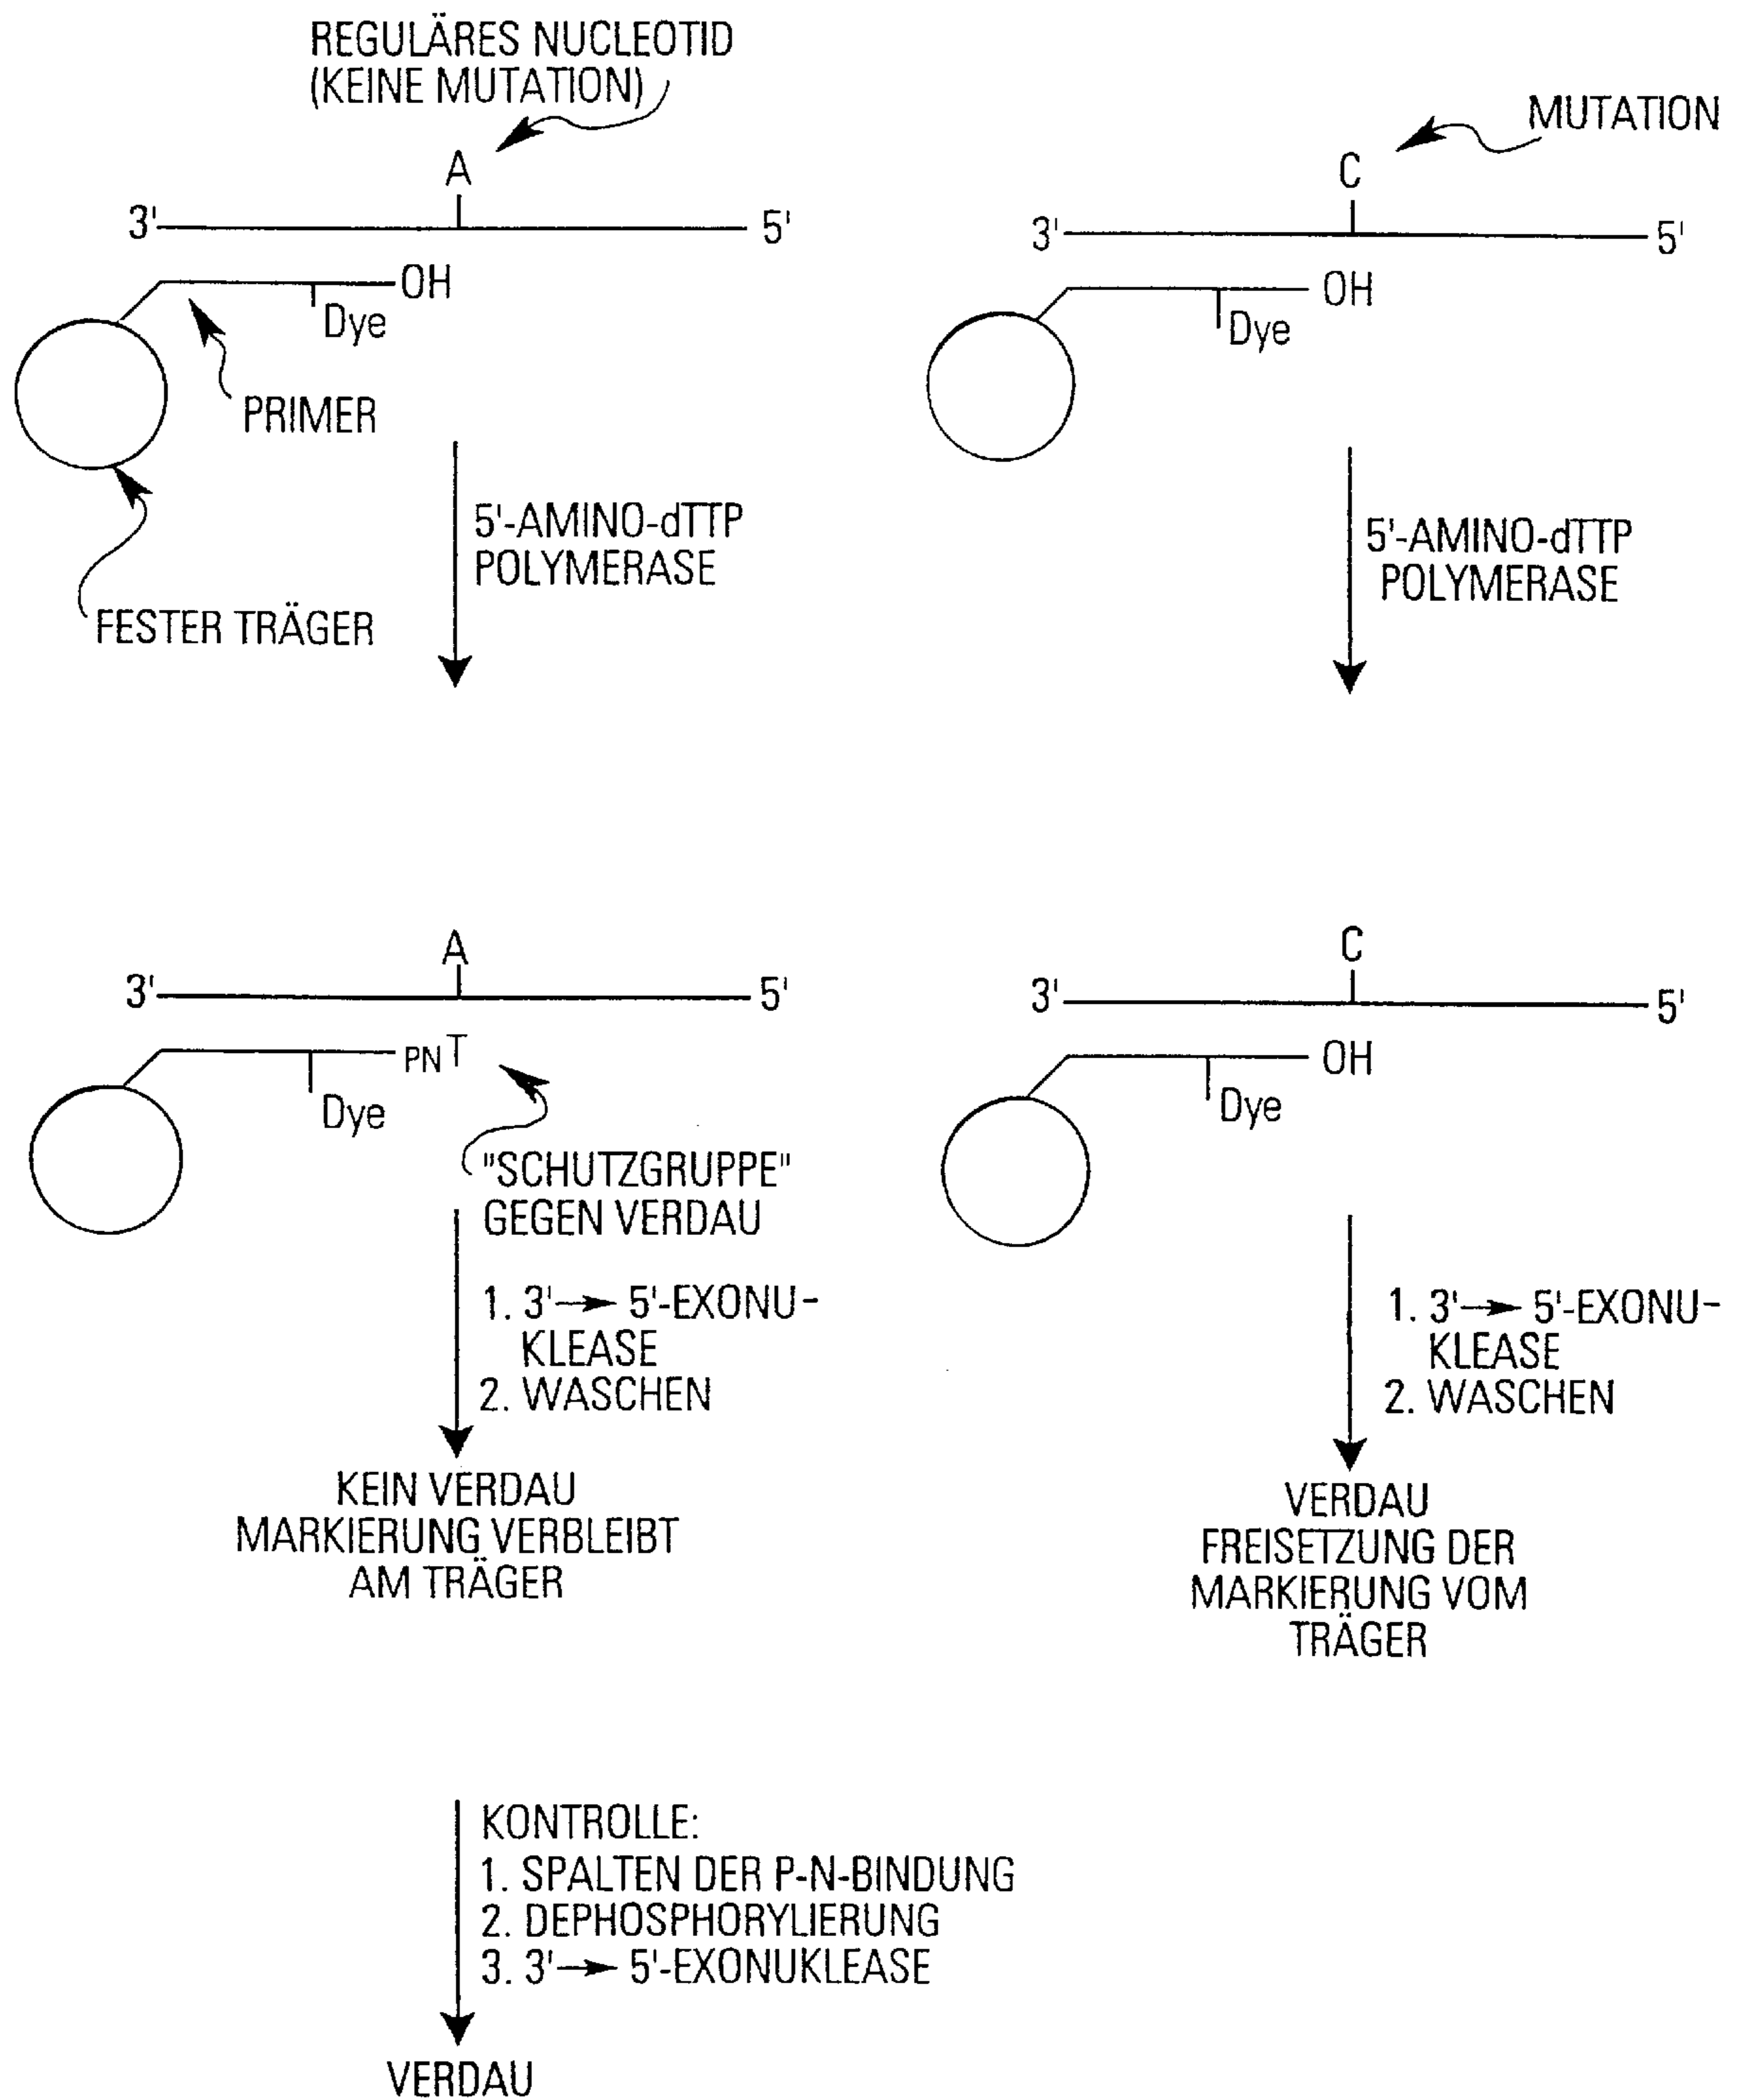 REGULÄRES NUCLEOTID
(KEINE MUTATION)
A
3'
5'
OH
Dye
PRIMER
FESTER TRÄGER
5'-AMINO-dTTP
POLYMERASE
MUTATION
C
3'
5'
OH
Dye
5'-AMINO-dTTP
POLYMERASE
A
3'
5'
PNT
Dye
"SCHUTZGRUPPE"
GEGEN VERDAU
1. 3'→ 5'-EXONU-
KLEASE
2. WASCHEN
KEIN VERDAU
MARKIERUNG VERBLEIBT
AM TRÄGER
C
3'
5'
OH
Dye
1. 3'→ 5'-EXONU-
KLEASE
2. WASCHEN
VERDAU
FREISETZUNG DER
MARKIERUNG VOM
TRÄGER
KONTROLLE:
1. SPALTEN DER P-N-BINDUNG
2. DEPHOSPHORYLIERUNG
3. 3'→ 5'-EXONUKLEASE
VERDAU